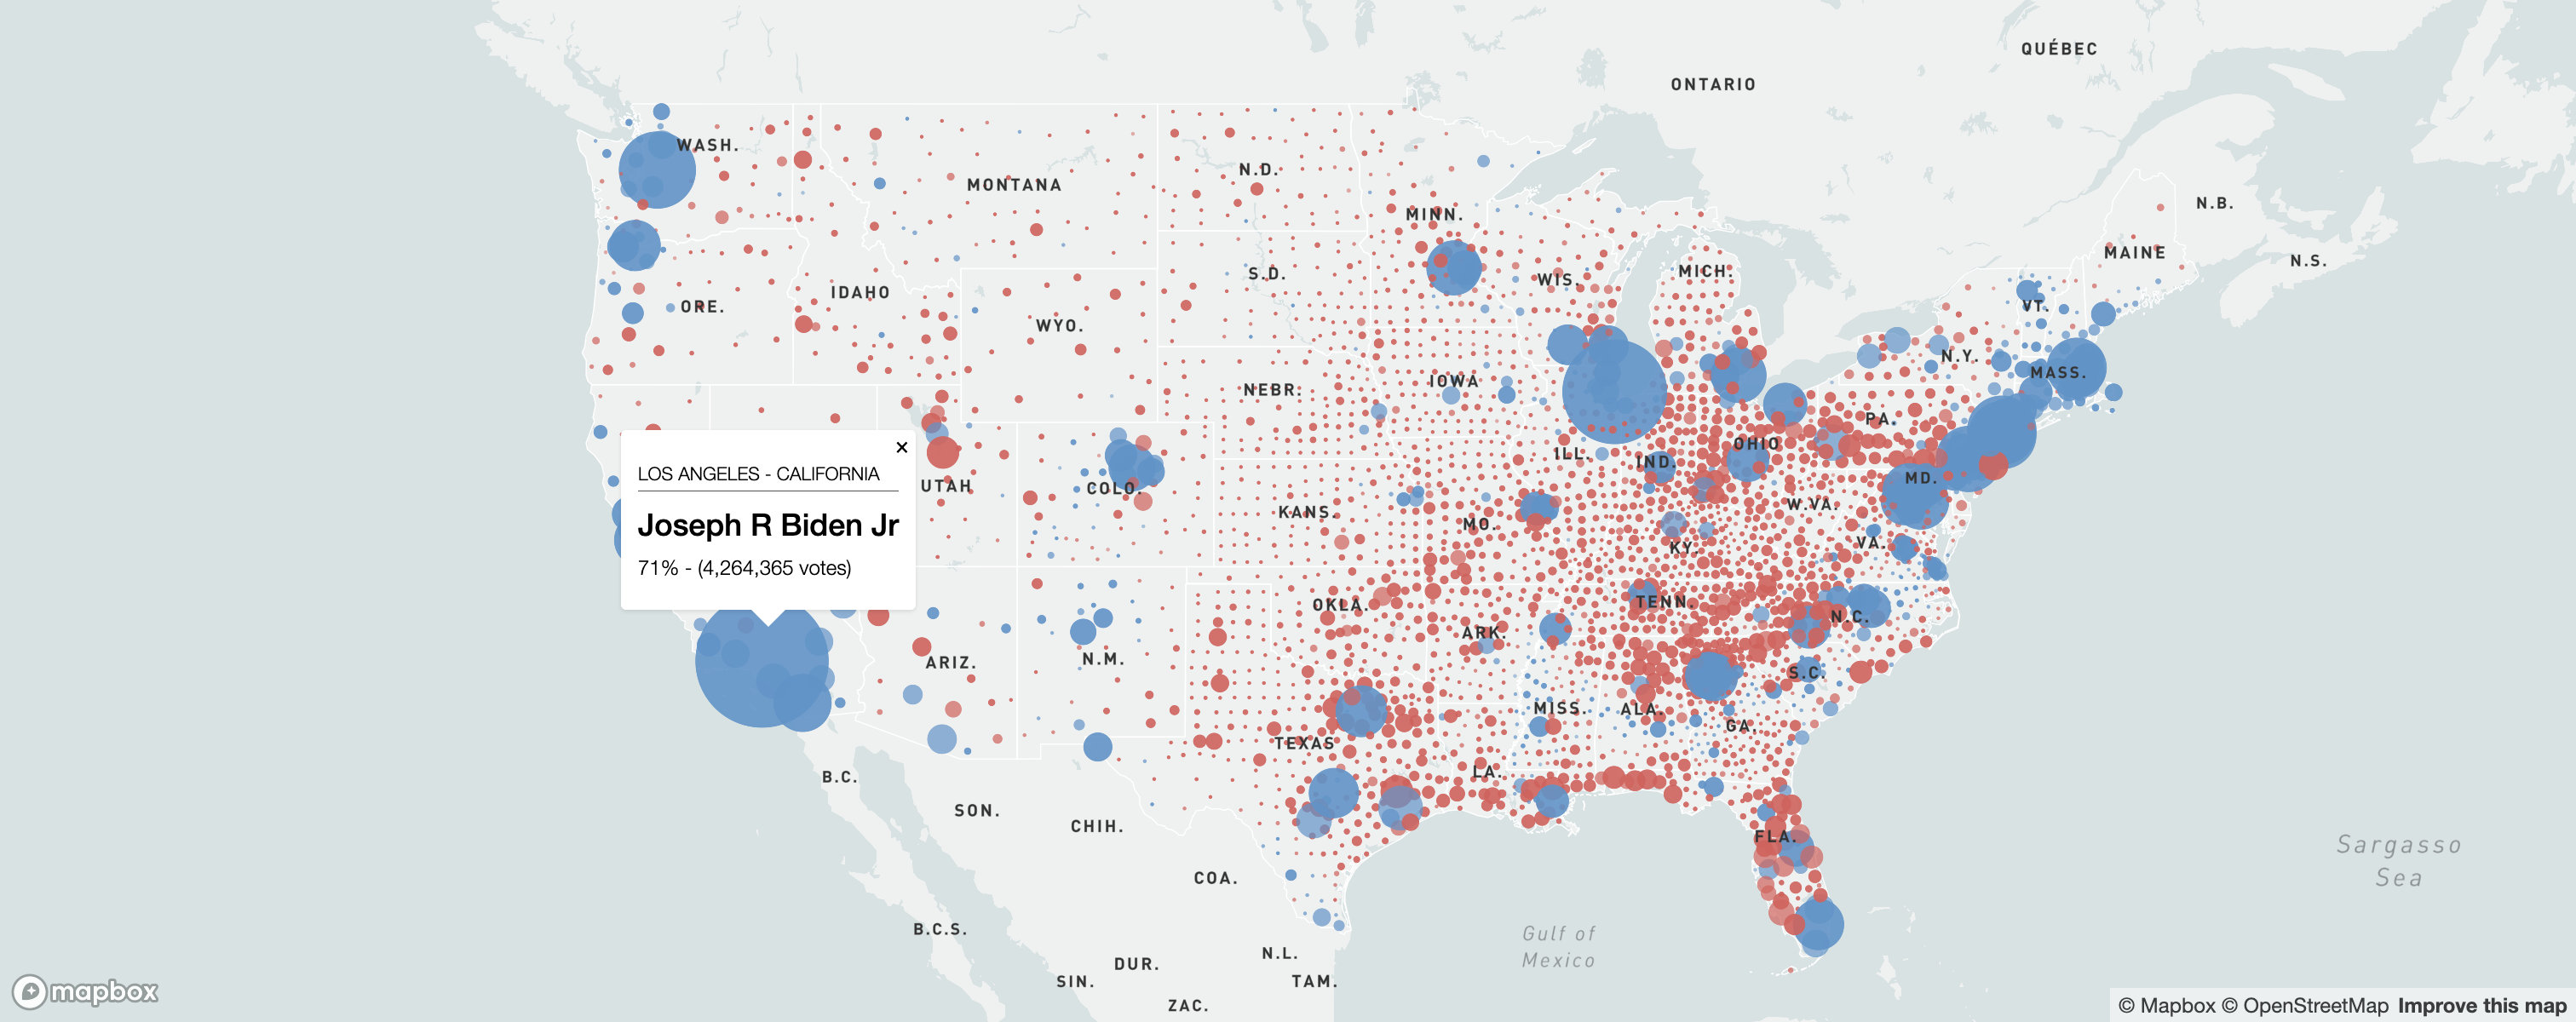 QUÉBEC
ONTARIO
WASH.
N.D.
MONTANA
N.B.
MINN.
MAINE
N.S.
S.D.
WIS.
MICH.
IDAHO
ORE.
VT.
WYO.
N.Y.
MASS.
IOWA
NEBR.
PA.
OHIO
×
LOS ANGELES - CALIFORNIA
Joseph R Biden Jr
71% - (4,264,365 votes)
ILL.
IND.
MD.
UTAH
COLO.
KANS.
MO.
W.VA.
VA.
KY.
OKLA.
TENN.
N.C.
ARK.
ARIZ.
N.M.
S.C.
MISS.
ALA.
GA.
TEXAS
LA.
B.C.
SON.
CHIH.
FLA.
Sargasso
Sea
COA.
B.C.S.
Gulf of
Mexico
N.L.
DUR.
SIN.
TAM.
ZAC.
mapbox
© Mapbox © OpenStreetMap Improve this map